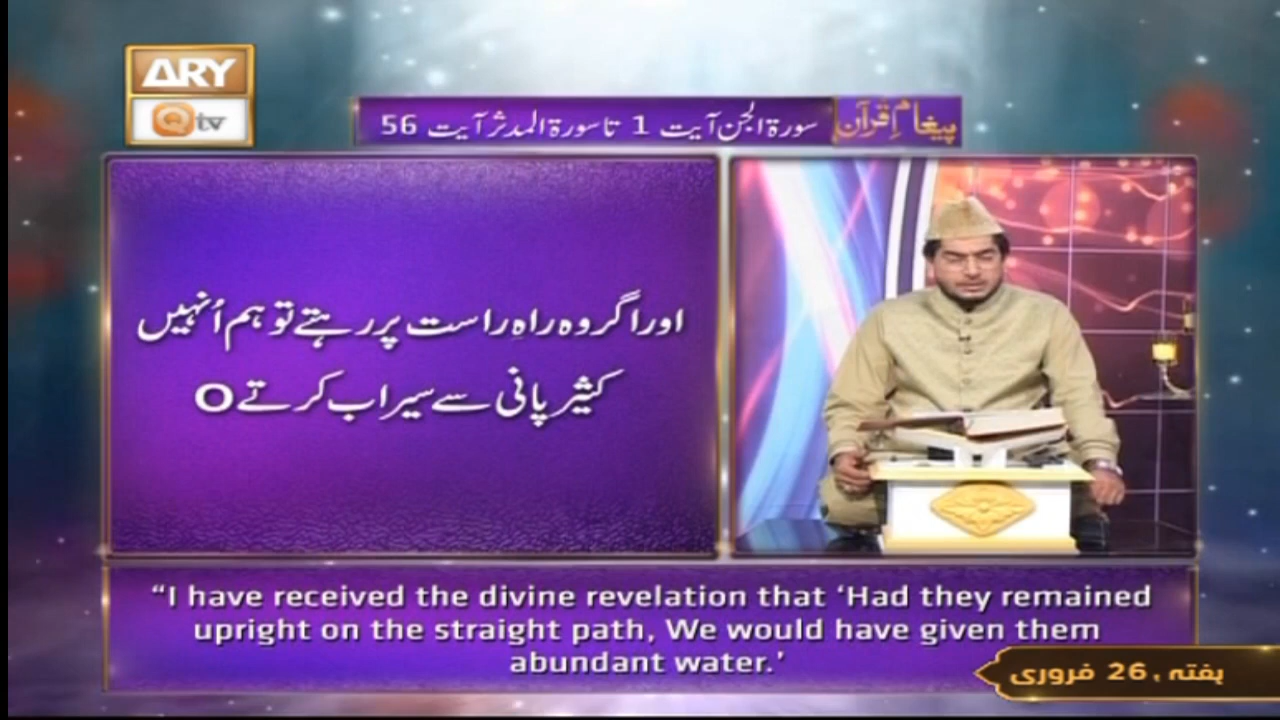 ARY
Qtv
پیغام قرآن
سورۃ الجن آیت 1 تا سورۃ المدثر آیت 56
اور اگر وہ راہِ راست پر رہتے تو ہم اُنہیں
کثیر پانی سے سیراب کرتے O
“I have received the divine revelation that ‘Had they remained
upright on the straight path, We would have given them
abundant water.’
ہفتہ , 26 فروری